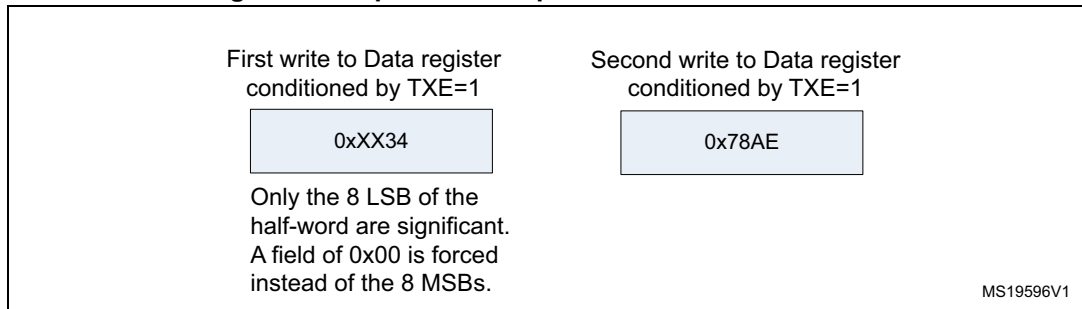 First write to Data register
conditioned by TXE=1
0xXX34
Only the 8 LSB of the
half-word are significant.
A field of 0x00 is forced
instead of the 8 MSBs.
Second write to Data register
conditioned by TXE=1
0x78AE
MS19596V1